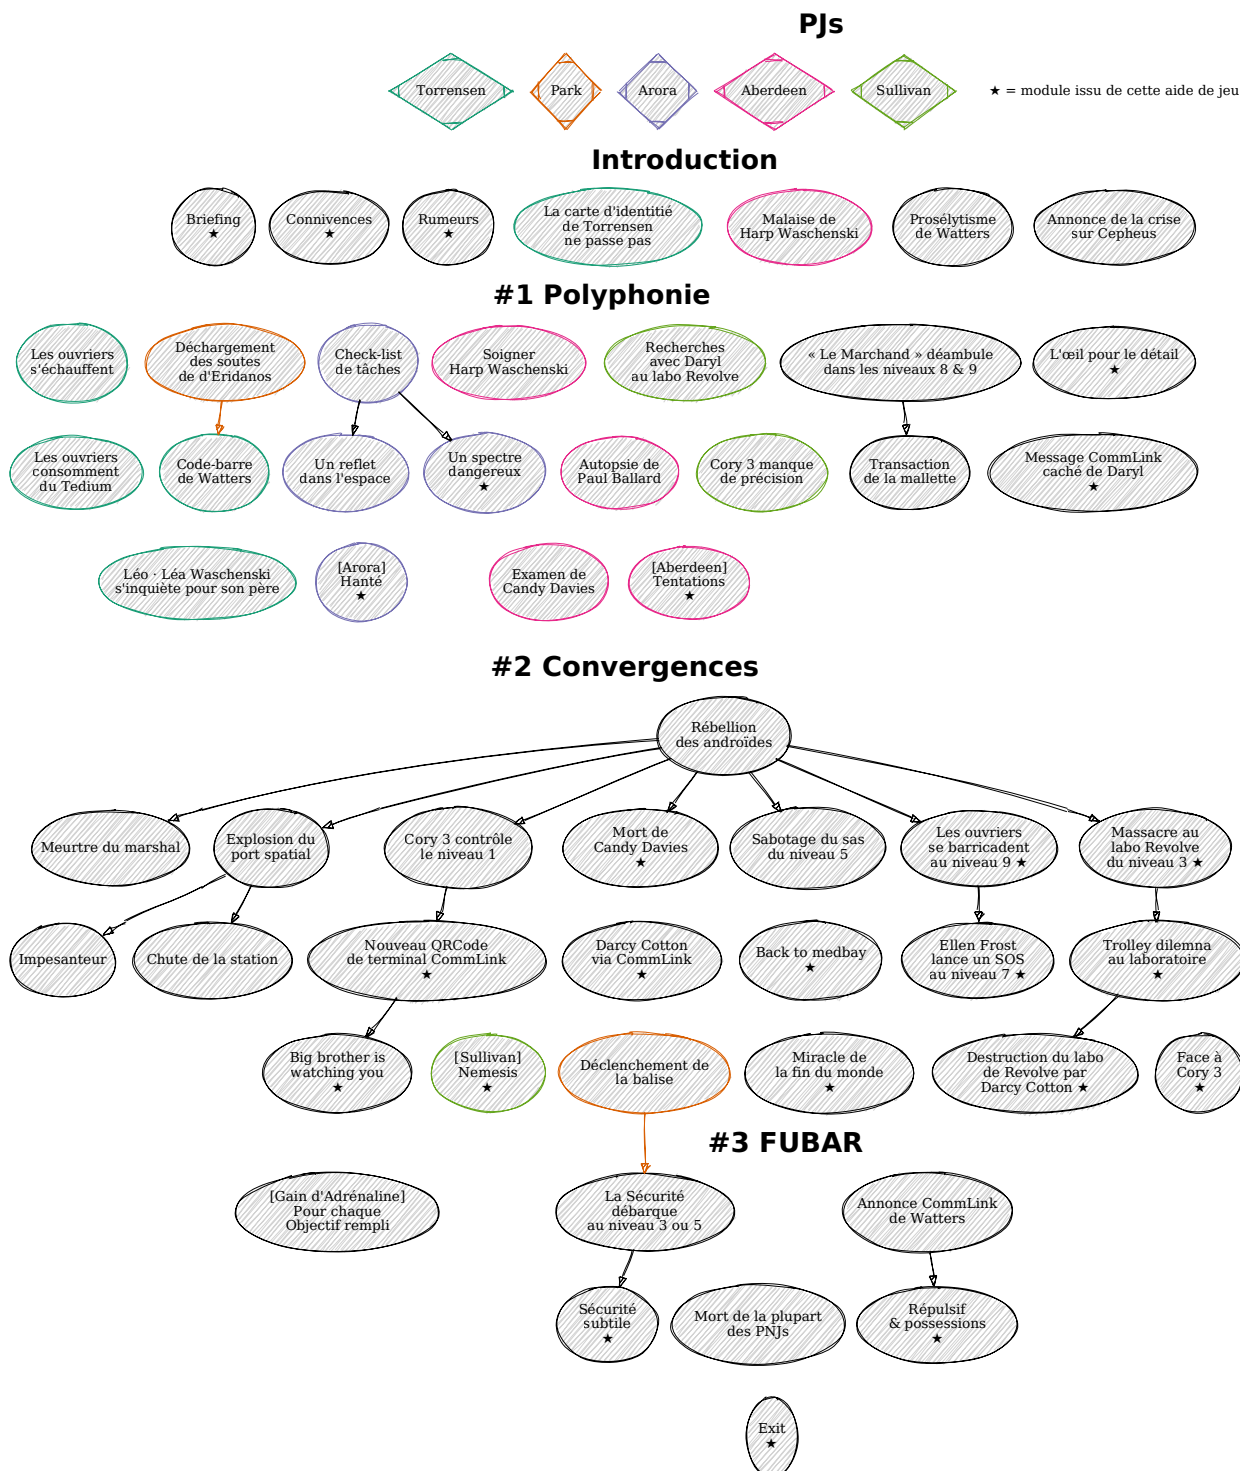 PJs
Torrensen
Park
Arora
Aberdeen
Sullivan
★ = module issu de cette aide de jeu
Introduction
Briefing
★
Connivences
★
Rumeurs
★
La carte d'identitié
de Torrensen
ne passe pas
Malaise de
Harp Waschenski
Prosélytisme
de Watters
Annonce de la crise
sur Cepheus
#1 Polyphonie
Les ouvriers
s'échauffent
Déchargement
des soutes
de d'Eridanos
Check-list
de tâches
Soigner
Harp Waschenski
Recherches
avec Daryl
au labo Revolve
« Le Marchand » déambule
dans les niveaux 8 & 9
L'œil pour le détail
★
Les ouvriers
consomment
du Tedium
Code-barre
de Watters
Un reflet
dans l'espace
Un spectre
dangereux
★
Autopsie de
Paul Ballard
Cory 3 manque
de précision
Transaction
de la mallette
Message CommLink
caché de Daryl
★
Léo · Léa Waschenski
s'inquiète pour son père
[Arora]
Hanté
★
Examen de
Candy Davies
[Aberdeen]
Tentations
★
#2 Convergences
Rébellion
des androïdes
Meurtre du marshal
Explosion du
port spatial
Cory 3 contrôle
le niveau 1
Mort de
Candy Davies
★
Sabotage du sas
du niveau 5
Les ouvriers
se barricadent
au niveau 9 ★
Massacre au
labo Revolve
du niveau 3 ★
Impesanteur
Chute de la station
Nouveau QRCode
de terminal CommLink
★
Darcy Cotton
via CommLink
★
Back to medbay
★
Ellen Frost
lance un SOS
au niveau 7 ★
Trolley dilemna
au laboratoire
★
Big brother is
watching you
★
[Sullivan]
Nemesis
★
Déclenchement de
la balise
Miracle de
la fin du monde
★
Destruction du labo
de Revolve par
Darcy Cotton ★
Face à
Cory 3
★
#3 FUBAR
[Gain d'Adrénaline]
Pour chaque
Objectif rempli
La Sécurité
débarque
au niveau 3 ou 5
Annonce CommLink
de Watters
Sécurité
subtile
★
Mort de la plupart
des PNJs
Répulsif
& possessions
★
Exit
★